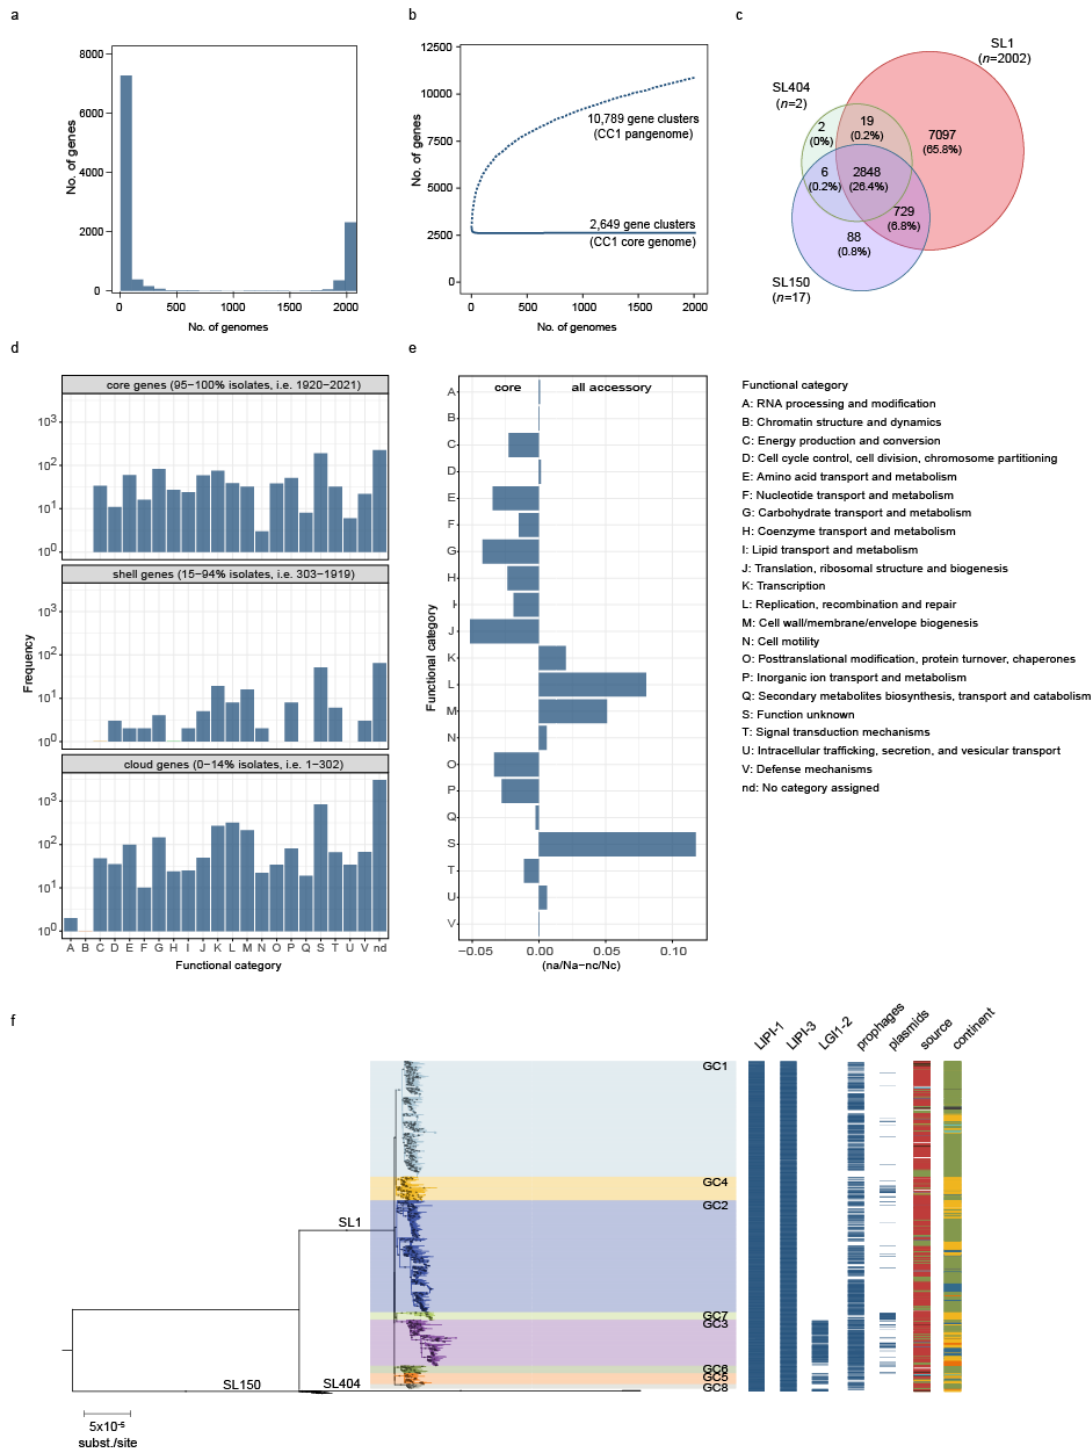 a
8000
6000
4000
2000
0
No. of genes
0
500
1000
1500
2000
No. of genomes
b
12500
10000
7500
5000
2500
0
No. of genes
10,789 gene clusters
(CC1 pangenome)
2,649 gene clusters
(CC1 core genome)
0
500
1000
1500
2000
No. of genomes
c
SL1
(n=2002)
SL404
(n=2)
2
(0%)
19
(0.2%)
7097
(65.8%)
6
(0.2%)
2848
(26.4%)
729
(6.8%)
88
(0.8%)
SL150
(n=17)
d
core genes (95–100% isolates, i.e. 1920–2021)
10³
10²
10¹
10⁰
shell genes (15–94% isolates, i.e. 303–1919)
10³
10²
10¹
10⁰
Frequency
cloud genes (0–14% isolates, i.e. 1–302)
10³
10²
10¹
10⁰
A B C D E F G H I J K L M N O P Q S T U V nd
Functional category
e
core
all accessory
A
B
C
D
E
F
G
H
I
J
K
L
M
N
O
P
Q
S
T
U
V
Functional category
−0.05
0.00
0.05
0.10
(na/Na−nc/Nc)
Functional category
A: RNA processing and modification
B: Chromatin structure and dynamics
C: Energy production and conversion
D: Cell cycle control, cell division, chromosome partitioning
E: Amino acid transport and metabolism
F: Nucleotide transport and metabolism
G: Carbohydrate transport and metabolism
H: Coenzyme transport and metabolism
I: Lipid transport and metabolism
J: Translation, ribosomal structure and biogenesis
K: Transcription
L: Replication, recombination and repair
M: Cell wall/membrane/envelope biogenesis
N: Cell motility
O: Posttranslational modification, protein turnover, chaperones
P: Inorganic ion transport and metabolism
Q: Secondary metabolites biosynthesis, transport and catabolism
S: Function unknown
T: Signal transduction mechanisms
U: Intracellular trafficking, secretion, and vesicular transport
V: Defense mechanisms
nd: No category assigned
f
LIPI-1
LIPI-3
LGI1-2
prophages
plasmids
source
continent
GC1
GC4
GC2
GC7
GC3
GC6
GC5
GC8
SL1
SL150
SL404
5x10⁻⁵
subst./site